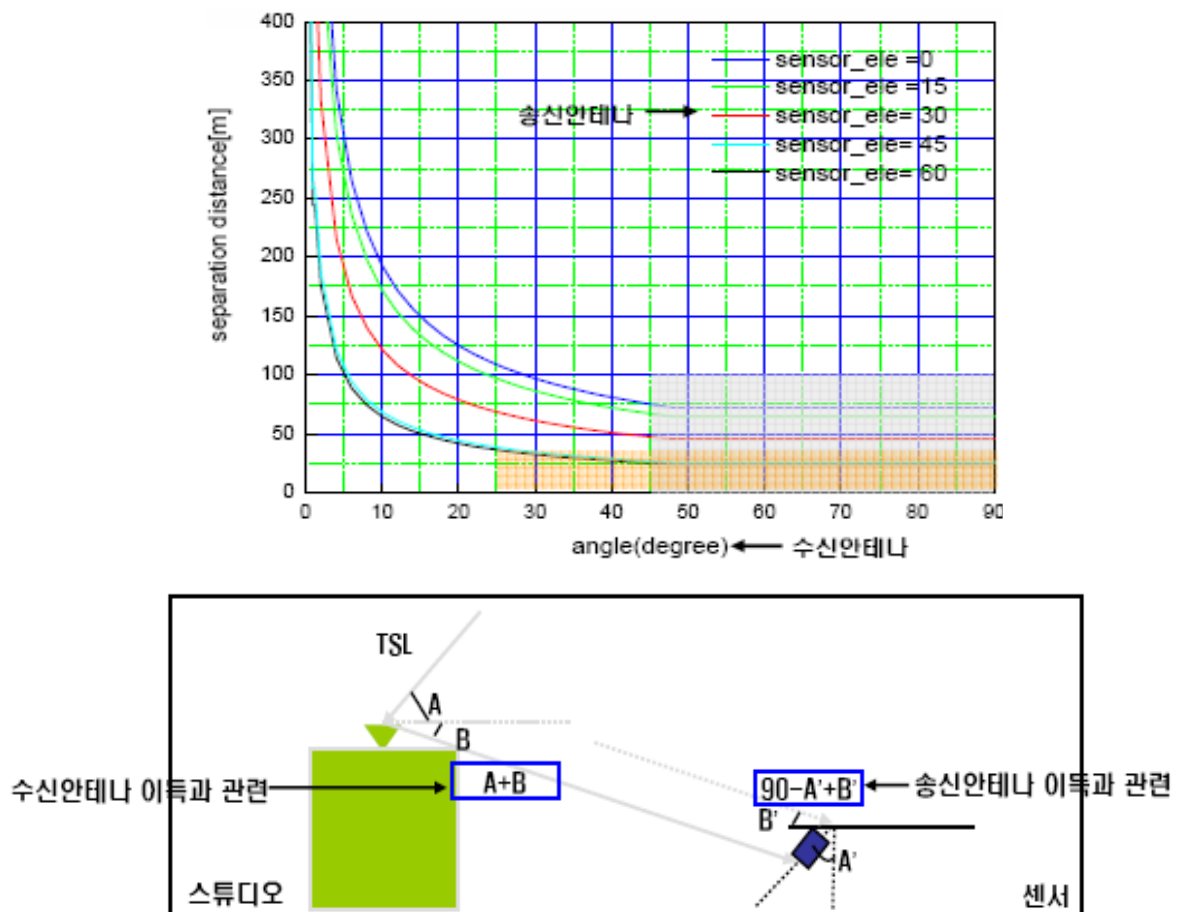 400
350
300
250
200
150
100
50
0
separation distance[m]
sensor_ele =0
sensor_ele =15
sensor_ele= 30
sensor_ele= 45
sensor_ele= 60
송신안테나
0 10 20 30 40 50 60 70 80 90
angle(degree) 수신안테나
TSL
A
B
A+B
수신안테나 이득과 관련
90-A'+B'
송신안테나 이득과 관련
B'
A'
스튜디오
센서